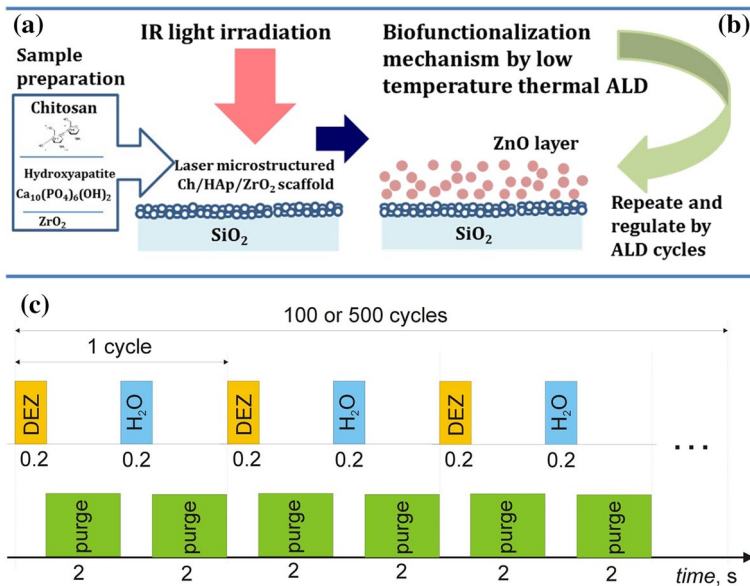 (a)
IR light irradiation
Biofunctionalization
mechanism by low
temperature thermal ALD
(b)
Sample
preparation
Chitosan
Hydroxyapatite
Ca10(PO4)6(OH)2
ZrO2
Laser microstructured
Ch/HAp/ZrO2 scaffold
SiO2
ZnO layer
SiO2
Repeate and
regulate by
ALD cycles
(c)
100 or 500 cycles
1 cycle
DEZ
H2O
DEZ
H2O
DEZ
H2O
...
0.2
0.2
0.2
0.2
0.2
0.2
purge
purge
purge
purge
purge
purge
2
2
2
2
2
2
time, s